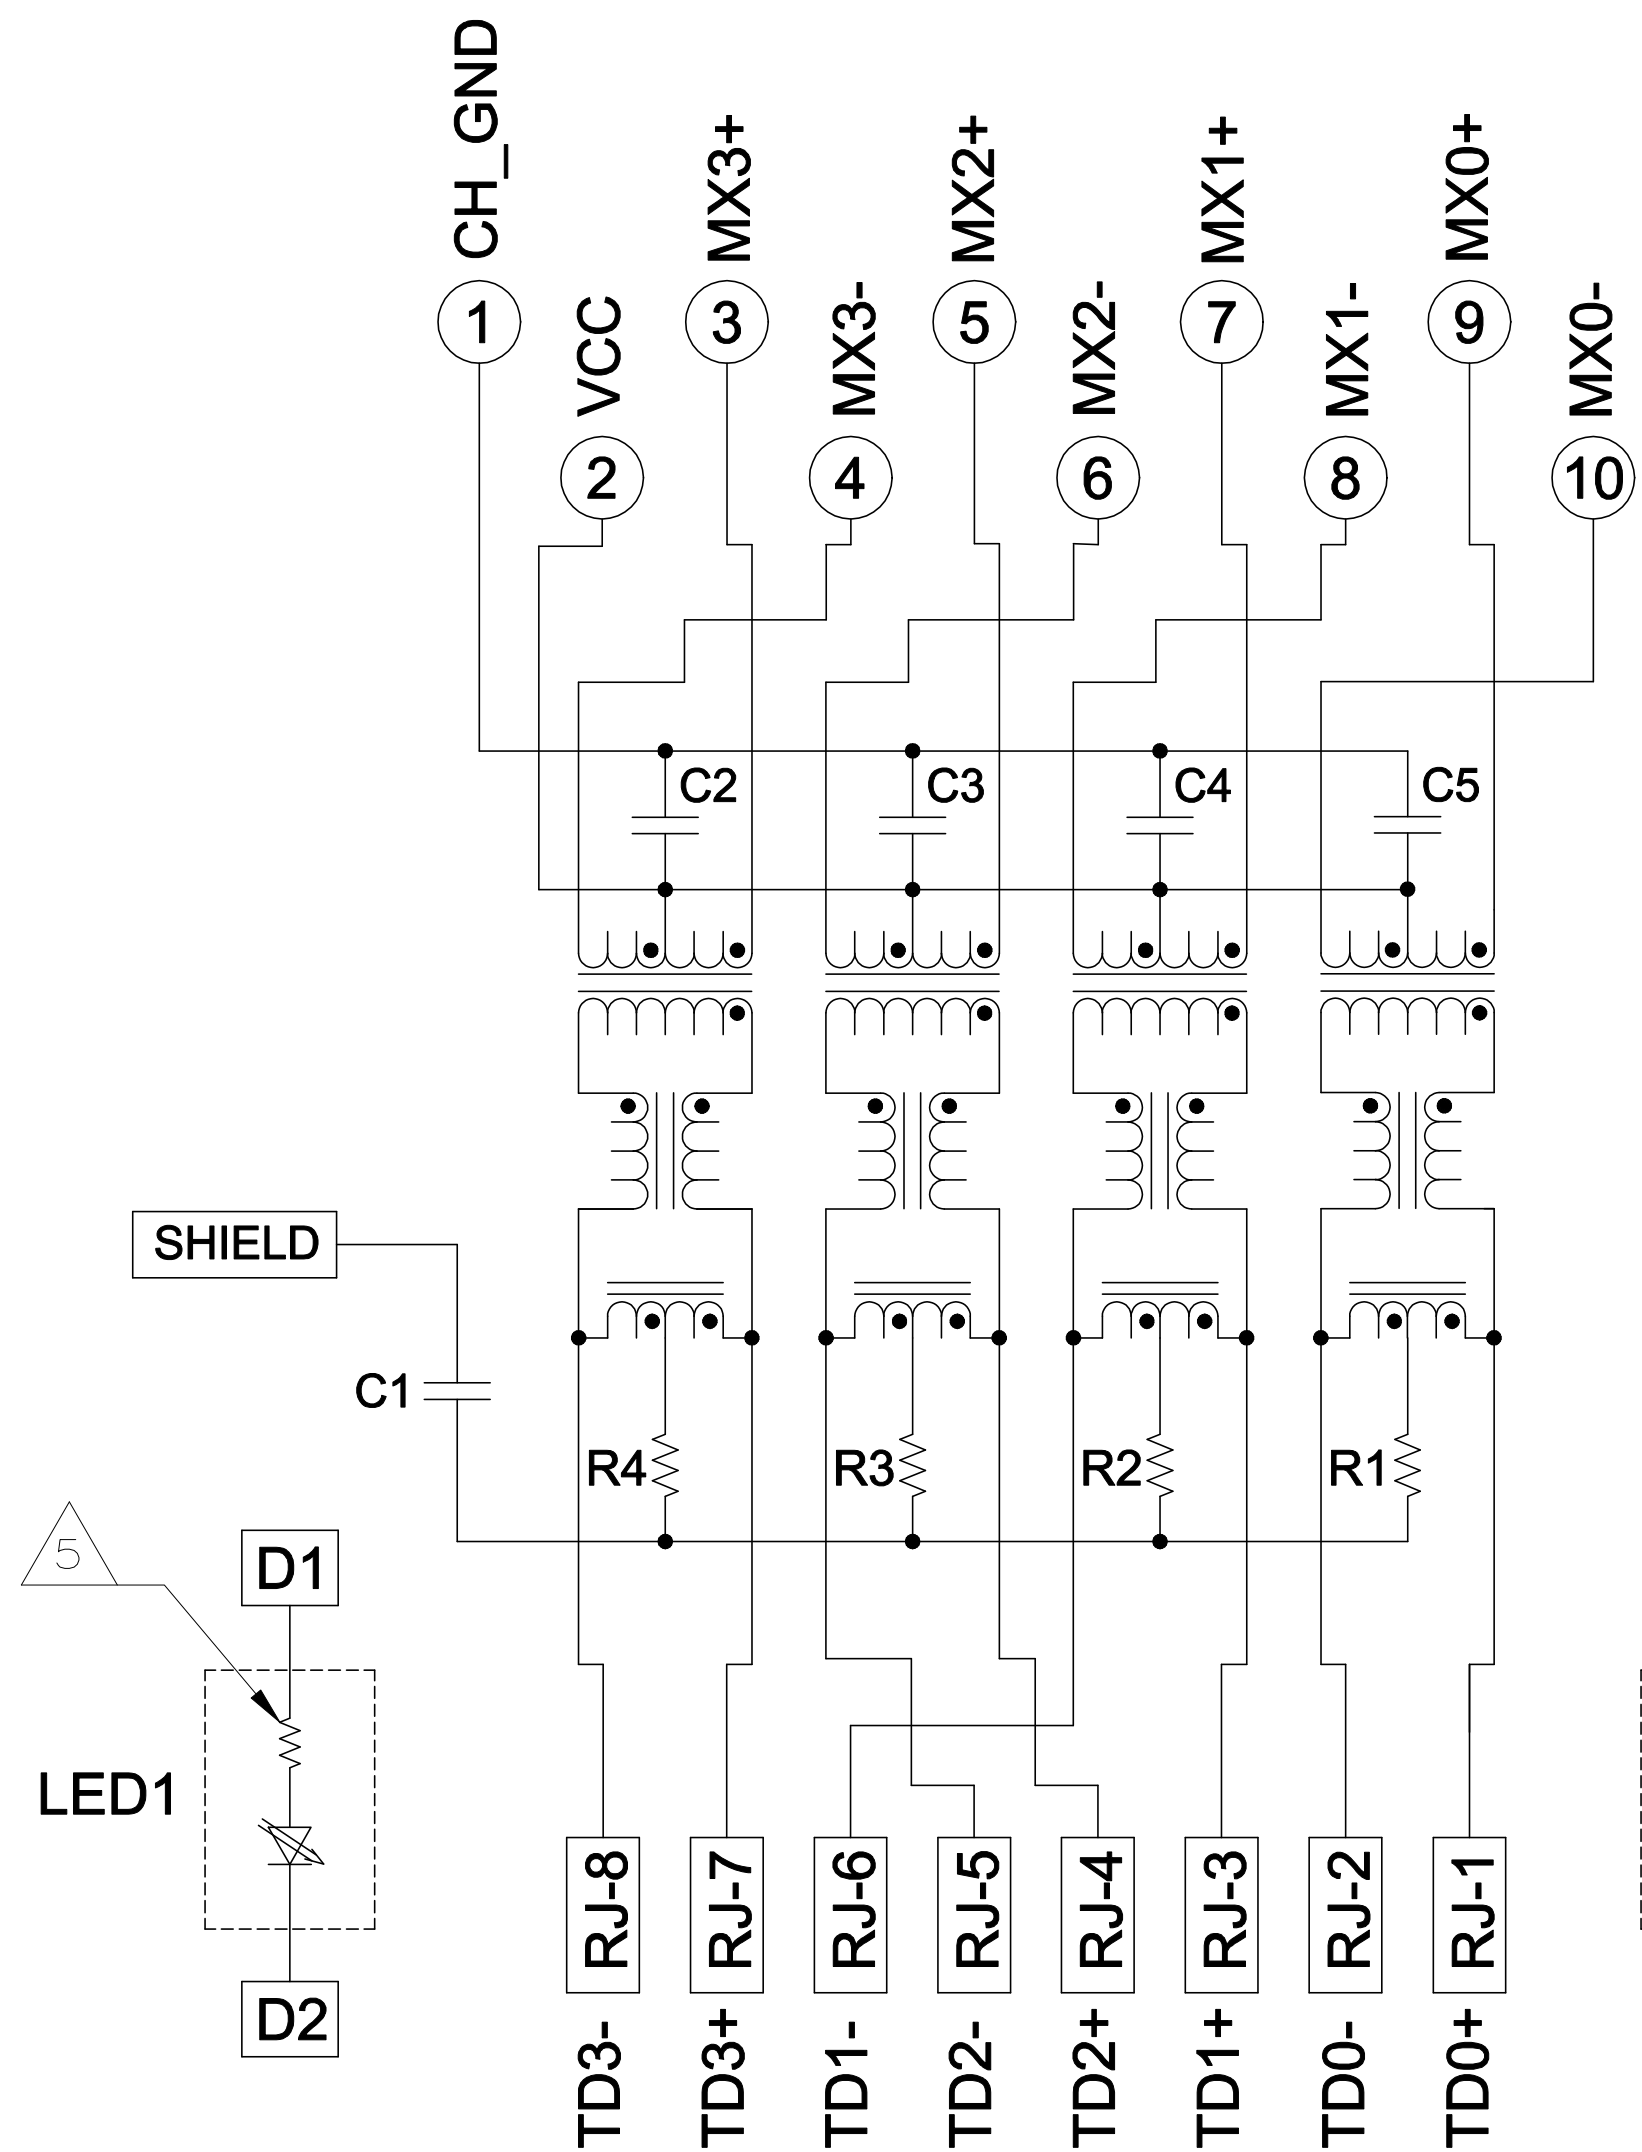 CH_GND
MX3+
MX2+
MX1+
MX0+
1
3
5
7
9
VCC
MX3-
MX2-
MX1-
MX0-
2
4
6
8
10
C2
C3
C4
C5
SHIELD
C1
R4
R3
R2
R1
5
D1
LED1
D2
RJ-8
RJ-7
RJ-6
RJ-5
RJ-4
RJ-3
RJ-2
RJ-1
TD3-
TD3+
TD1-
TD2-
TD2+
TD1+
TD0-
TD0+